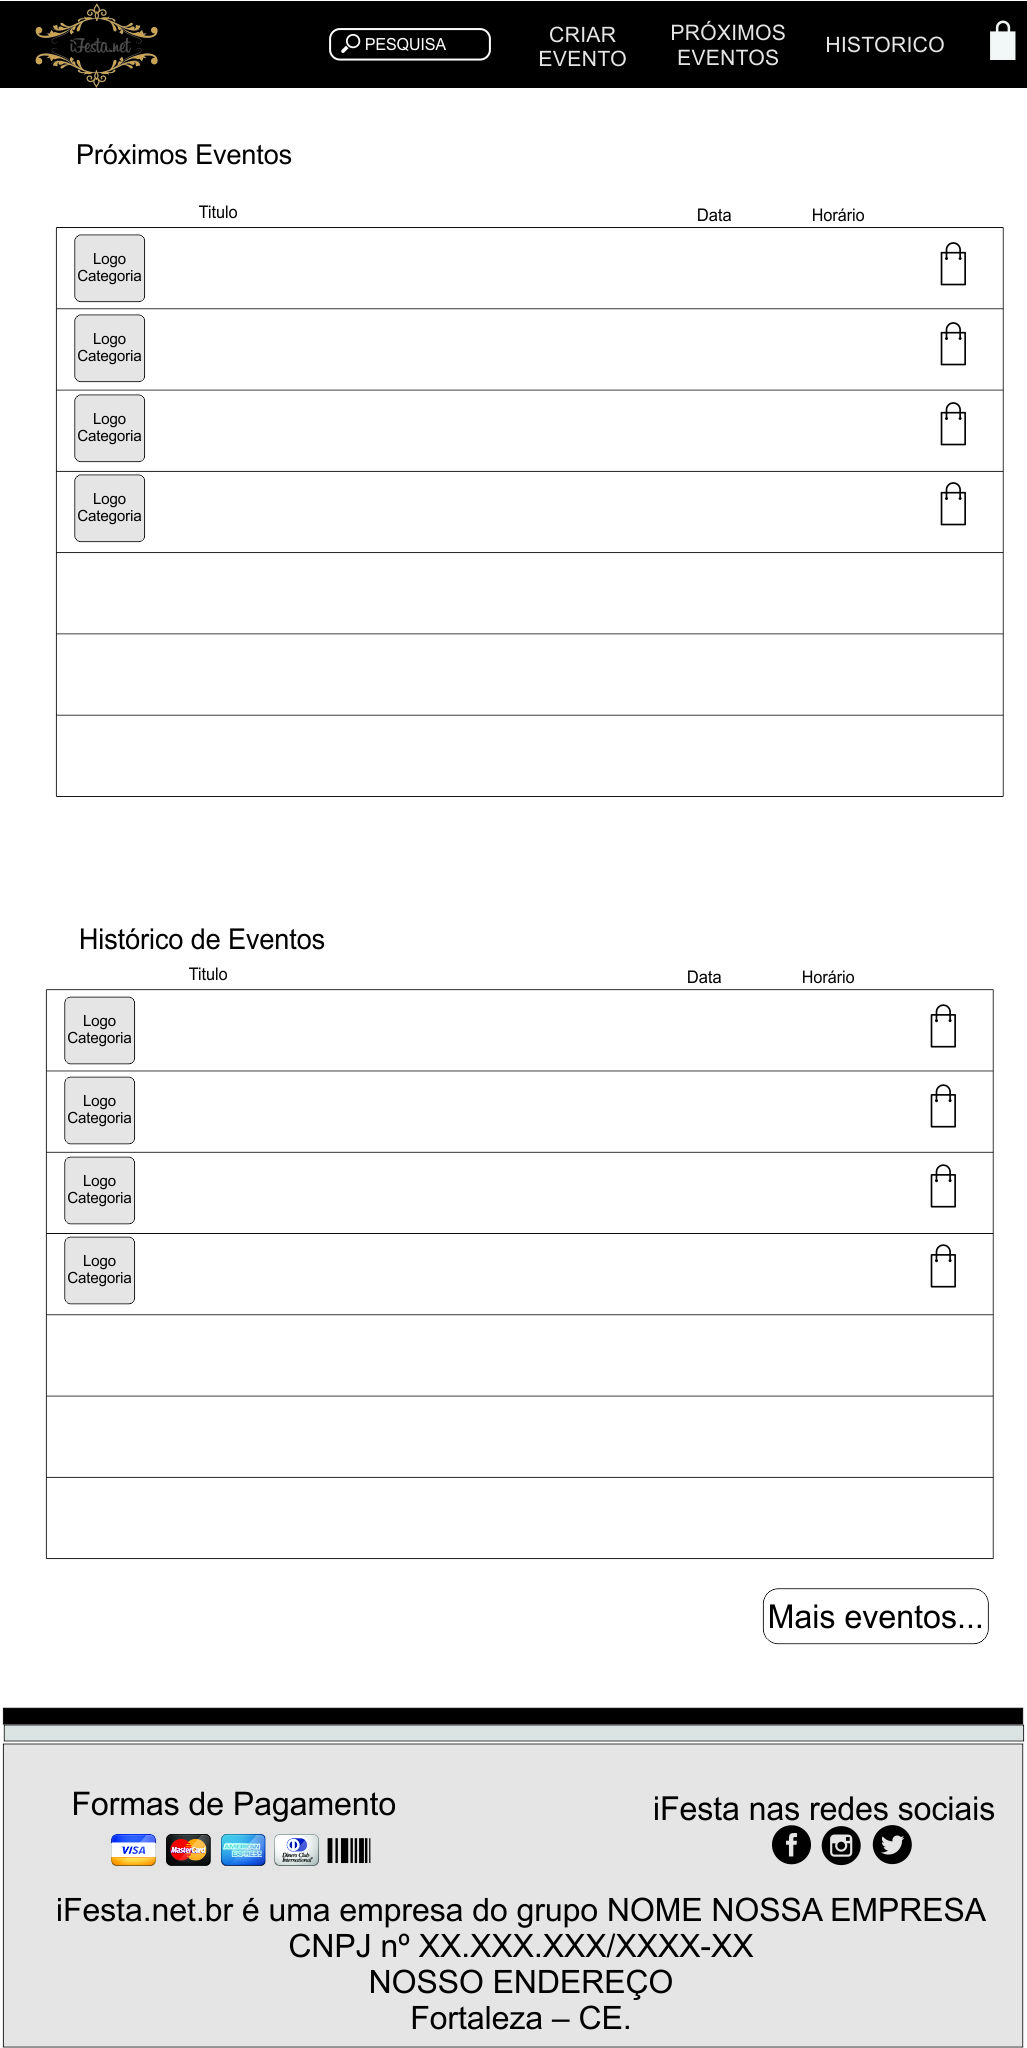 iFesta.net
PESQUISA
CRIAR
EVENTO
PRÓXIMOS
EVENTOS
HISTORICO
Próximos Eventos
Titulo
Data
Horário
Logo
Categoria
Logo
Categoria
Logo
Categoria
Logo
Categoria
Histórico de Eventos
Titulo
Data
Horário
Logo
Categoria
Logo
Categoria
Logo
Categoria
Logo
Categoria
Mais eventos...
Formas de Pagamento
iFesta nas redes sociais
VISA
MasterCard
AMERICAN
EXPRESS
Diners Club
International
iFesta.net.br é uma empresa do grupo NOME NOSSA EMPRESA
CNPJ nº XX.XXX.XXX/XXXX-XX
NOSSO ENDEREÇO
Fortaleza – CE.